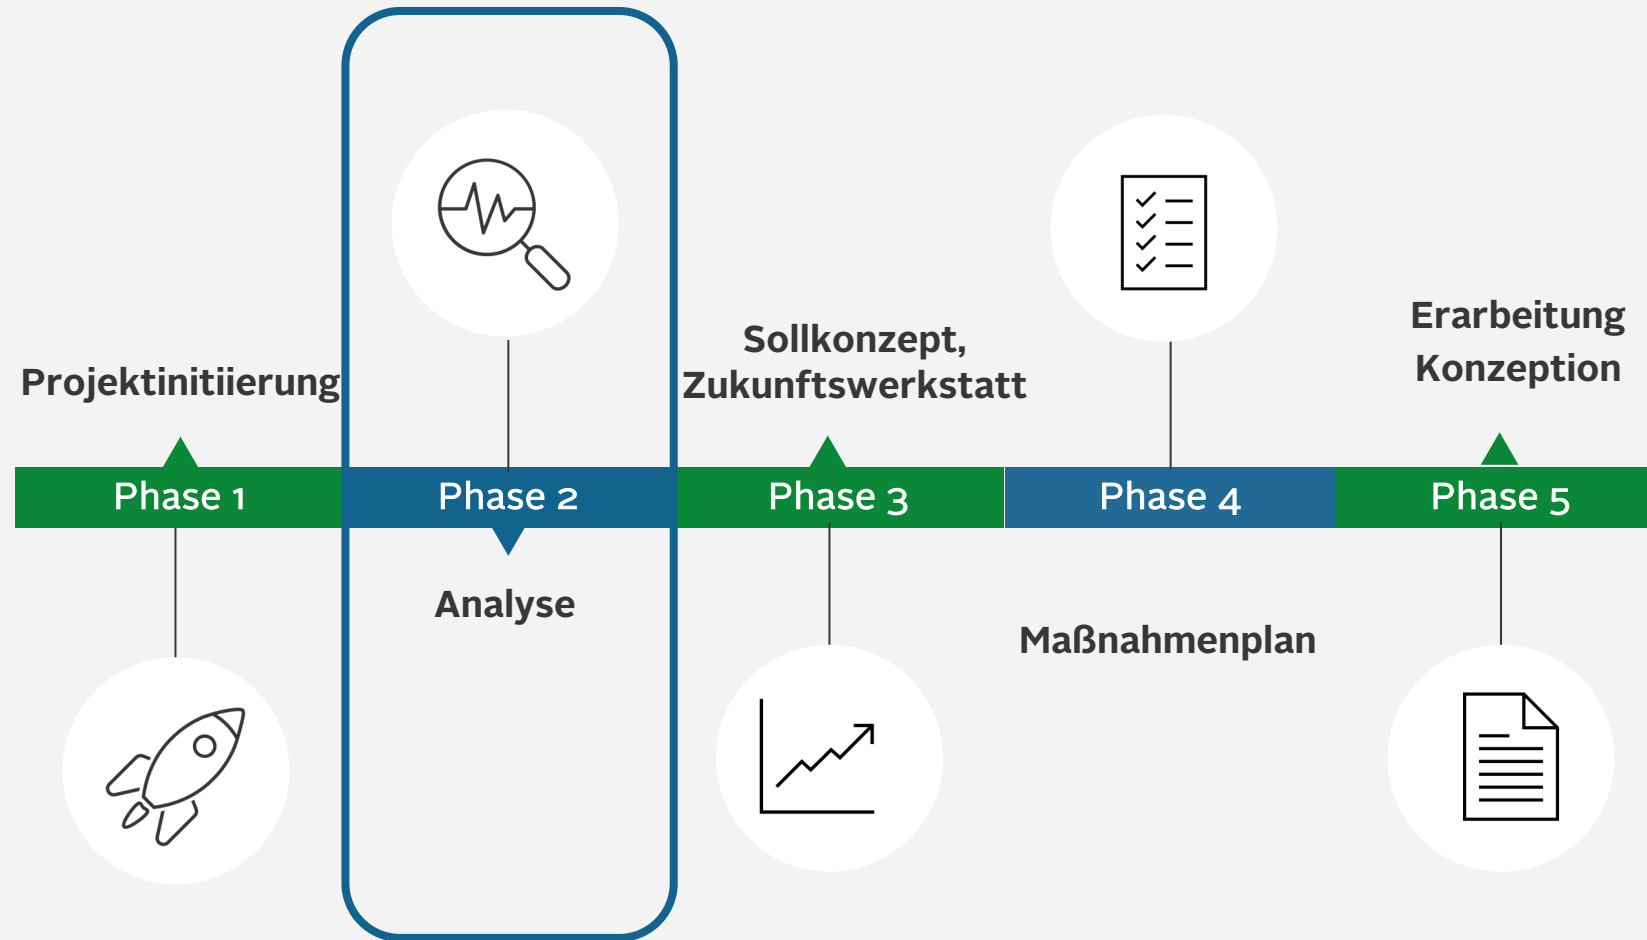 Projektinitiierung
Sollkonzept,
Zukunftswerkstatt
Erarbeitung
Konzeption
Phase 1
Phase 2
Phase 3
Phase 4
Phase 5
Analyse
Maßnahmenplan